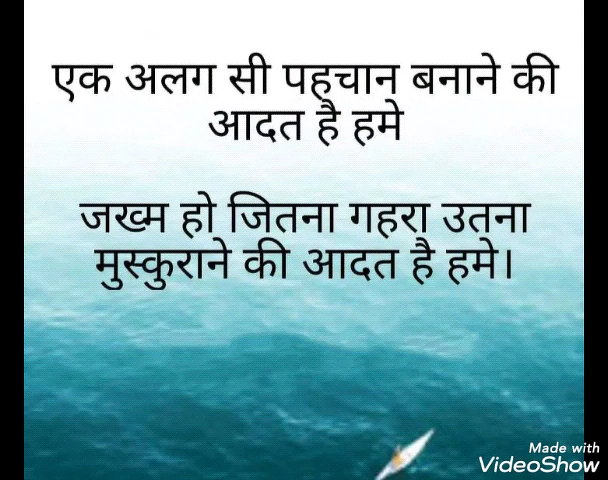 एक अलग सी पहचान बनाने की
आदत है हमे
जख्म हो जितना गहरा उतना
मुस्कुराने की आदत है हमे।
Made with
VideoShow